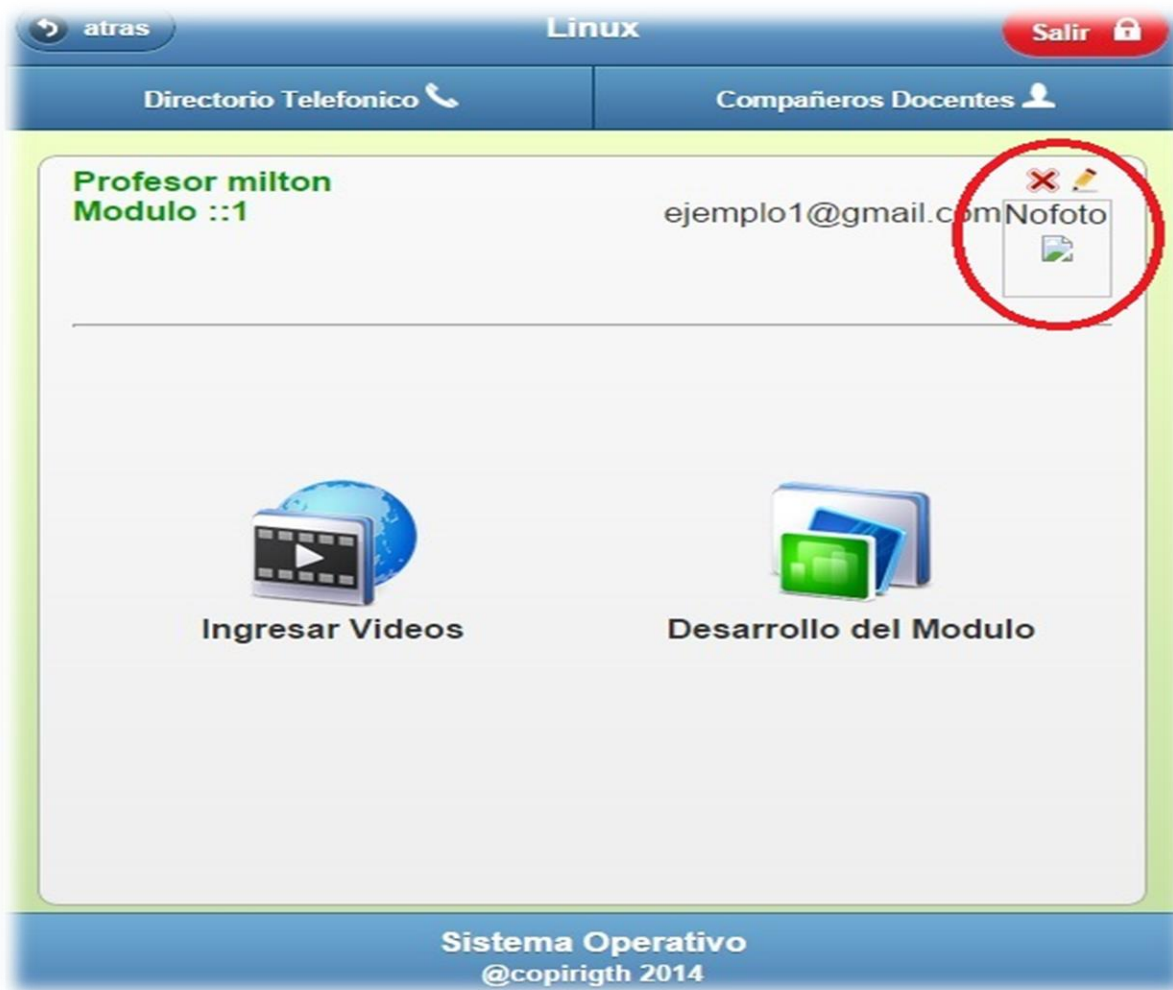 atras
Linux
Salir
Directorio Telefonico
Compañeros Docentes
Profesor milton
Modulo ::1
ejemplo1@gmail.com
Nofoto
Ingresar Videos
Desarrollo del Modulo
Sistema Operativo
@copirigth 2014